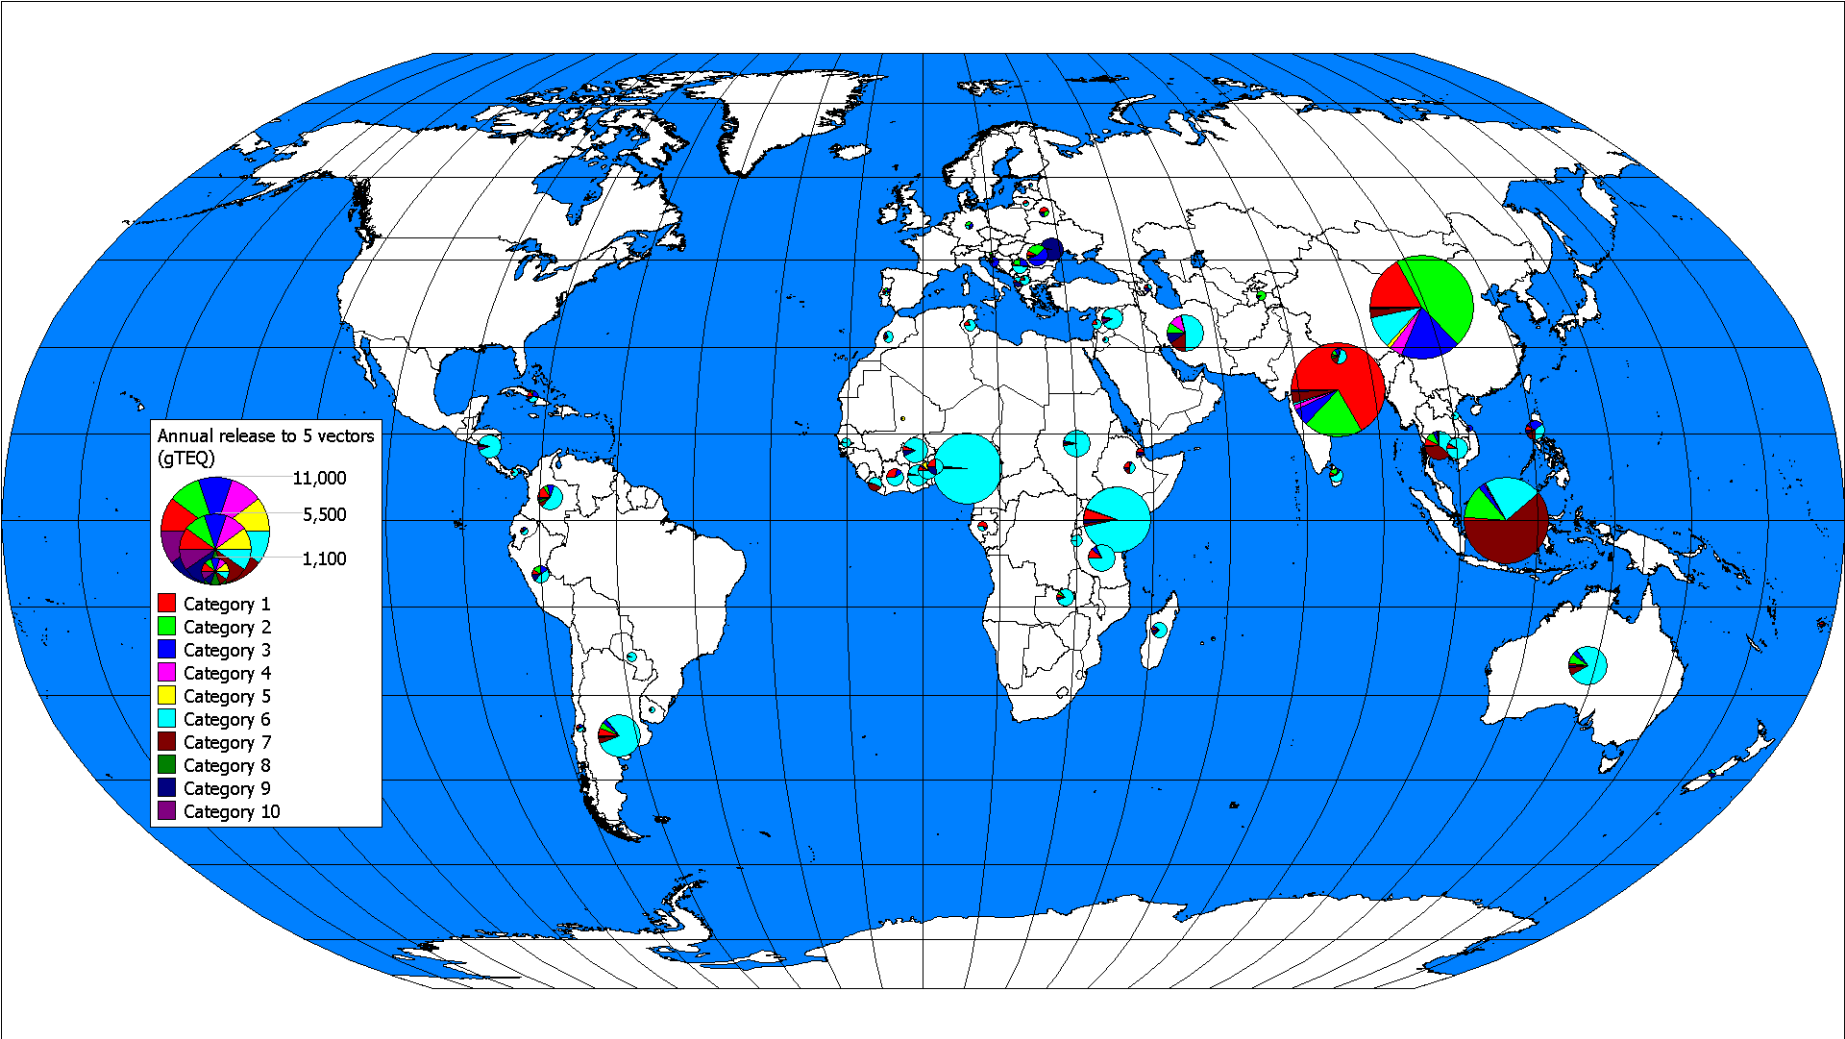 Annual release to 5 vectors
(gTEQ)
11,000
5,500
1,100
Category 1
Category 2
Category 3
Category 4
Category 5
Category 6
Category 7
Category 8
Category 9
Category 10